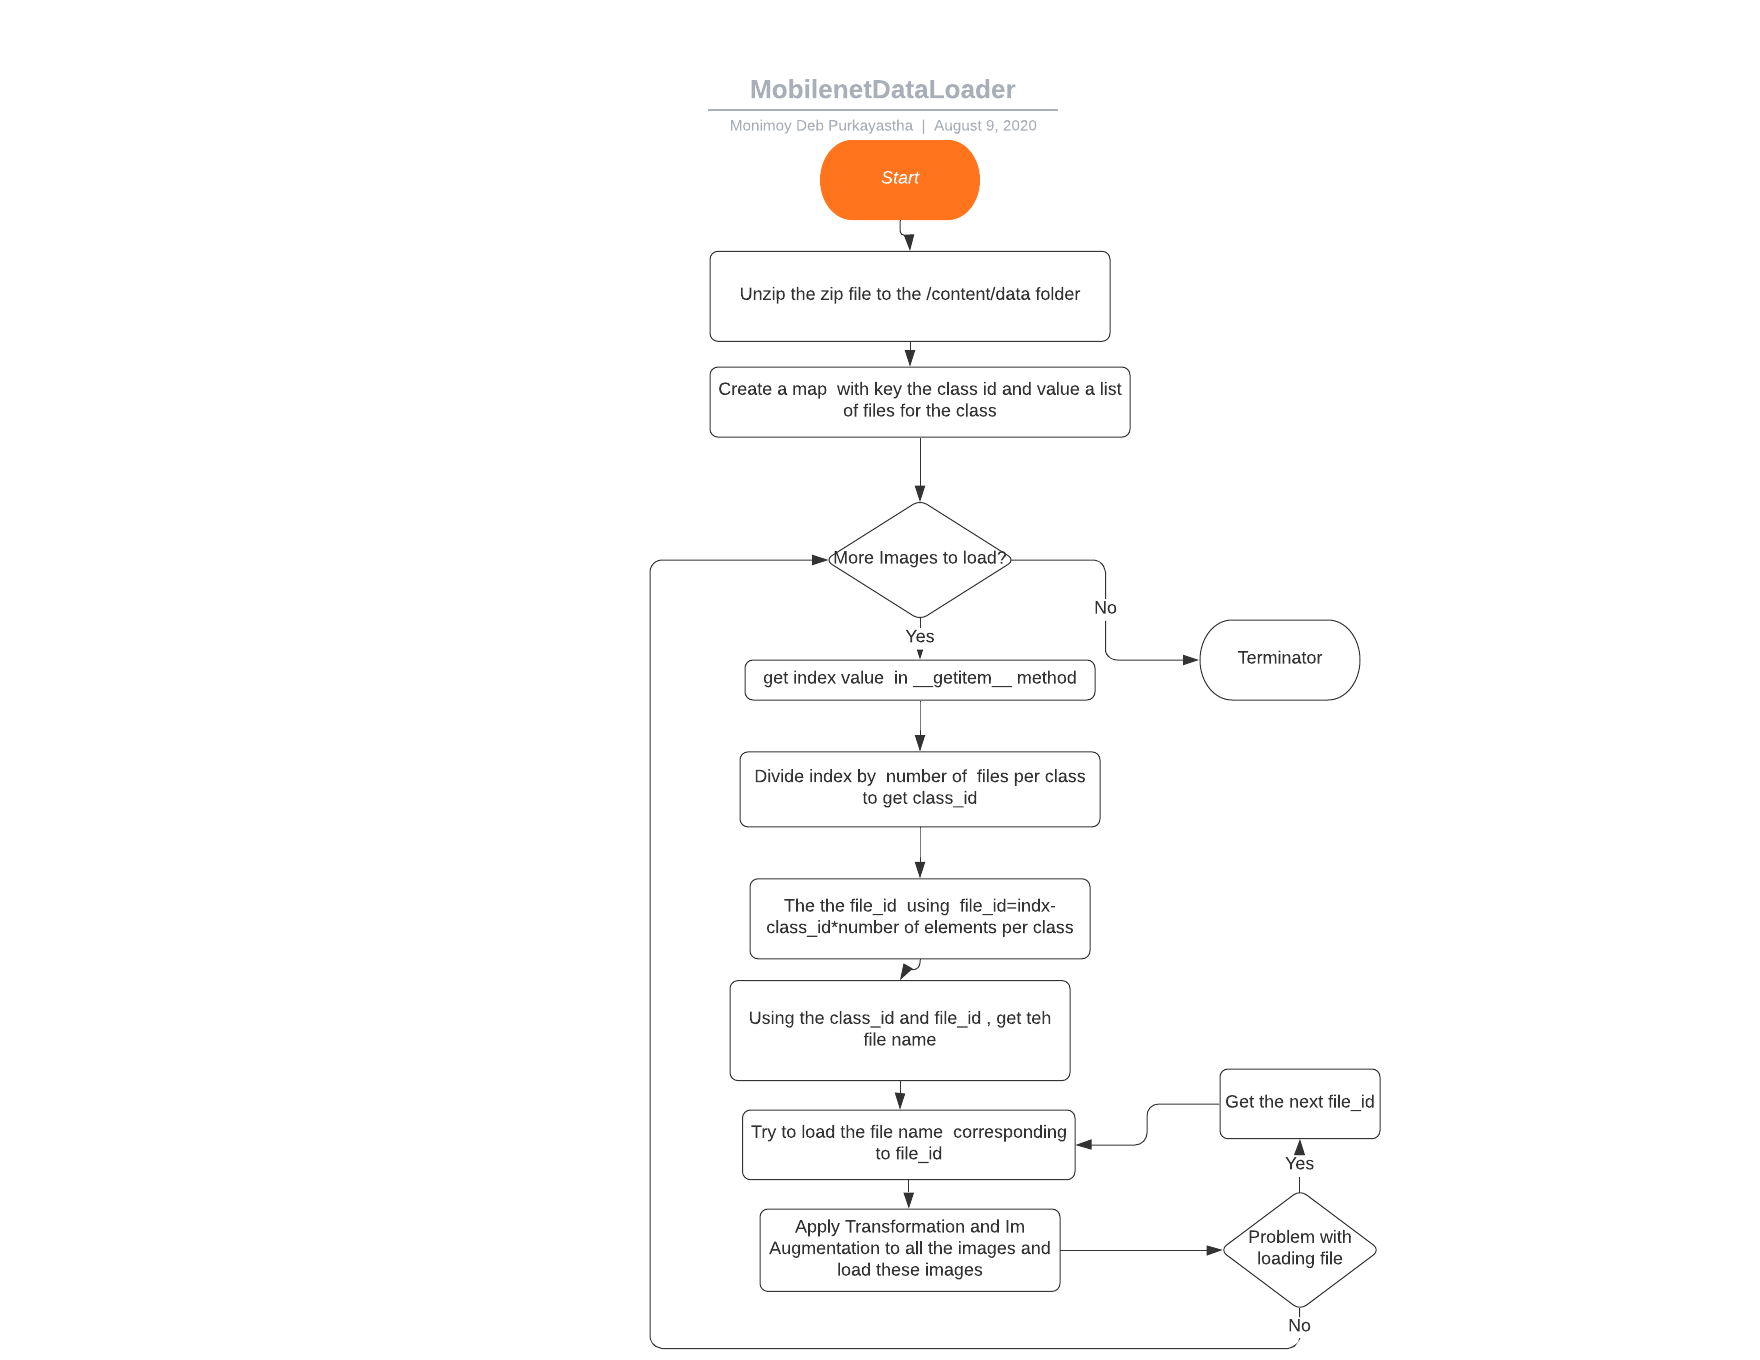 MobilenetDataLoader
Monimoy Deb Purkayastha | August 9, 2020
Start
Unzip the zip file to the /content/data folder
Create a map with key the class id and value a list
of files for the class
More Images to load?
No
Yes
Terminator
get index value in __getitem__ method
Divide index by number of files per class
to get class_id
The the file_id using file_id=indx-
class_id*number of elements per class
Using the class_id and file_id , get teh
file name
Get the next file_id
Try to load the file name corresponding
to file_id
Yes
Apply Transformation and Im
Augmentation to all the images and
load these images
Problem with
loading file
No